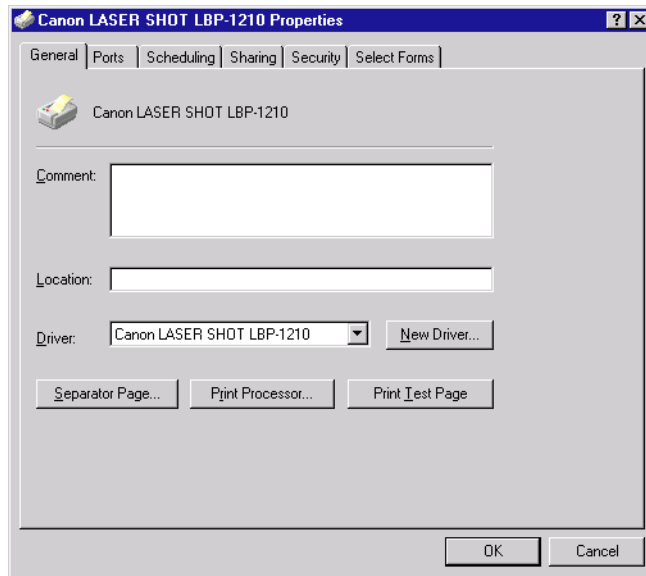 Canon LASER SHOT LBP-1210 Properties
General Ports Scheduling Sharing Security Select Forms
Canon LASER SHOT LBP-1210
Comment:
Location:
Driver: Canon LASER SHOT LBP-1210 New Driver...
Separator Page... Print Processor... Print Test Page
OK Cancel